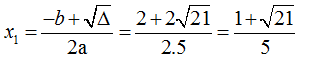 x₁ = (-b + √Δ)/2a = (2 + 2√21)/2.5 = (1 + √21)/5